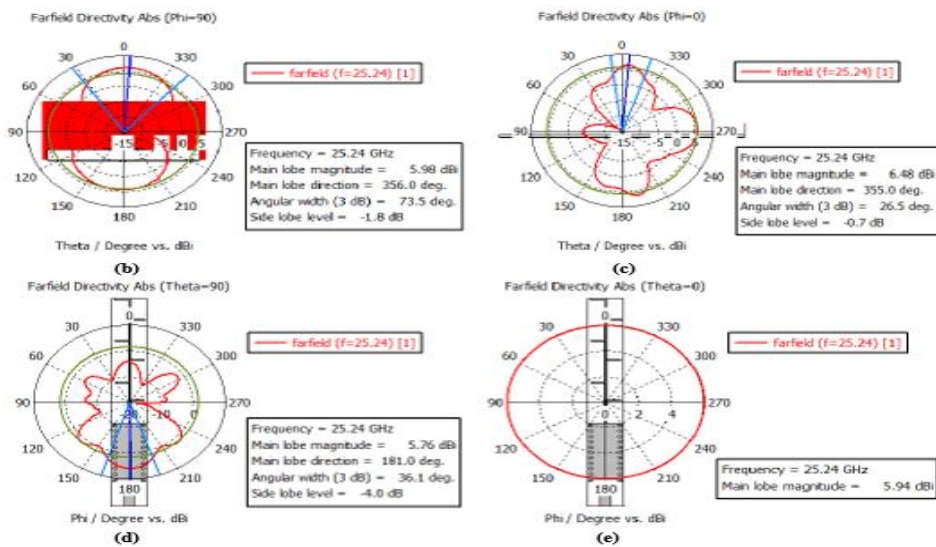 Farfield Directivity Abs (Phi=90)
0
30 330
60 300
90 270
-15 -5 0 5
120 240
150 210
180
farfield (f=25.24) [1]
Frequency = 25.24 GHz
Main lobe magnitude = 5.98 dBi
Main lobe direction = 356.0 deg.
Angular width (3 dB) = 73.5 deg.
Side lobe level = -1.8 dB
Theta / Degree vs. dBi
(b)
Farfield Directivity Abs (Phi=0)
0
30 330
60 300
90 270
-15 -5 0 5
120 240
150 210
180
farfield (f=25.24) [1]
Frequency = 25.24 GHz
Main lobe magnitude = 6.48 dBi
Main lobe direction = 355.0 deg.
Angular width (3 dB) = 26.5 deg.
Side lobe level = -0.7 dB
Theta / Degree vs. dBi
(c)
Farfield Directivity Abs (Theta=90)
0
30 330
60 300
90 270
-20 -10 0
120 240
150 210
180
farfield (f=25.24) [1]
Frequency = 25.24 GHz
Main lobe magnitude = 5.76 dBi
Main lobe direction = 181.0 deg.
Angular width (3 dB) = 36.1 deg.
Side lobe level = -4.0 dB
Phi / Degree vs. dBi
(d)
Farfield Directivity Abs (Theta=0)
0
30 330
60 300
90 270
0 2 4
120 240
150 210
180
farfield (f=25.24) [1]
Frequency = 25.24 GHz
Main lobe magnitude = 5.94 dBi
Phi / Degree vs. dBi
(e)